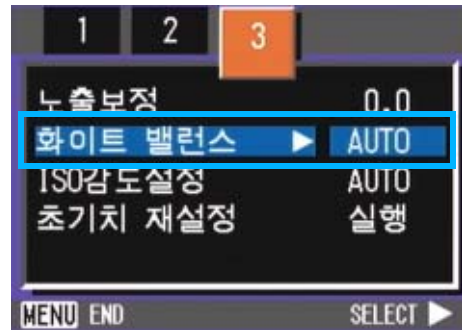 1 2 3
노출보정 0.0
화이트 밸런스 ▶ AUTO
ISO감도설정 AUTO
초기치 재설정 실행
MENU END SELECT ▶